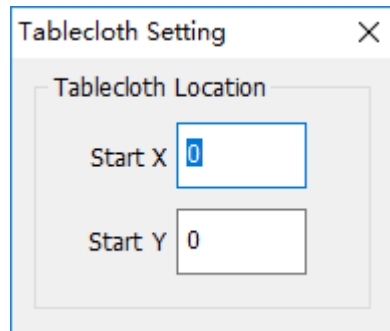 Tablecloth Setting
Tablecloth Location
Start X 0
Start Y 0